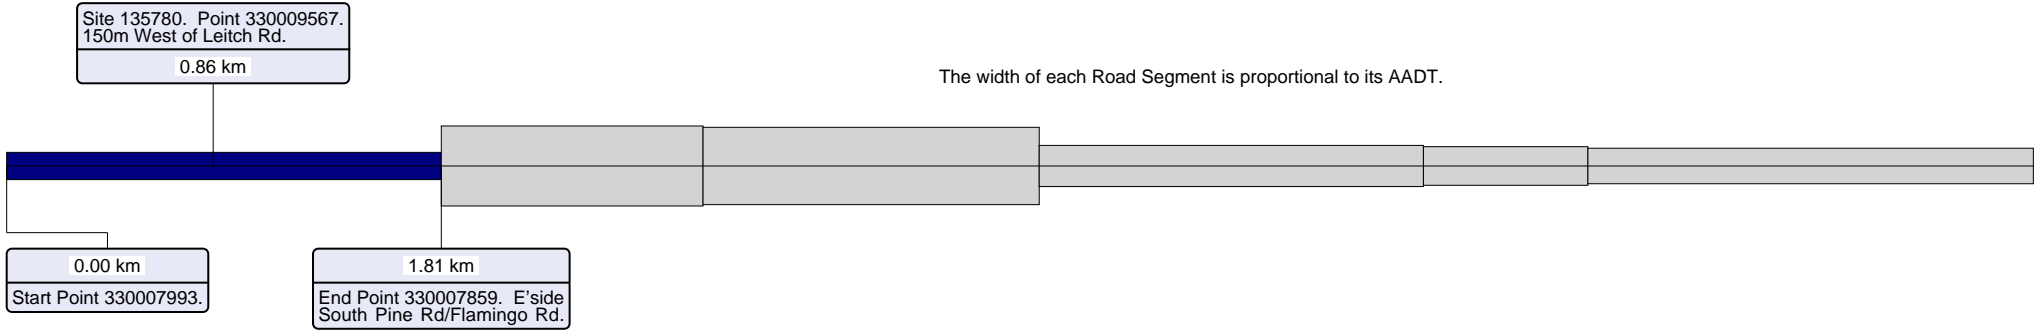 Site 135780. Point 330009567.
150m West of Leitch Rd.
0.86 km
The width of each Road Segment is proportional to its AADT.
0.00 km
Start Point 330007993.
1.81 km
End Point 330007859. E'side
South Pine Rd/Flamingo Rd.